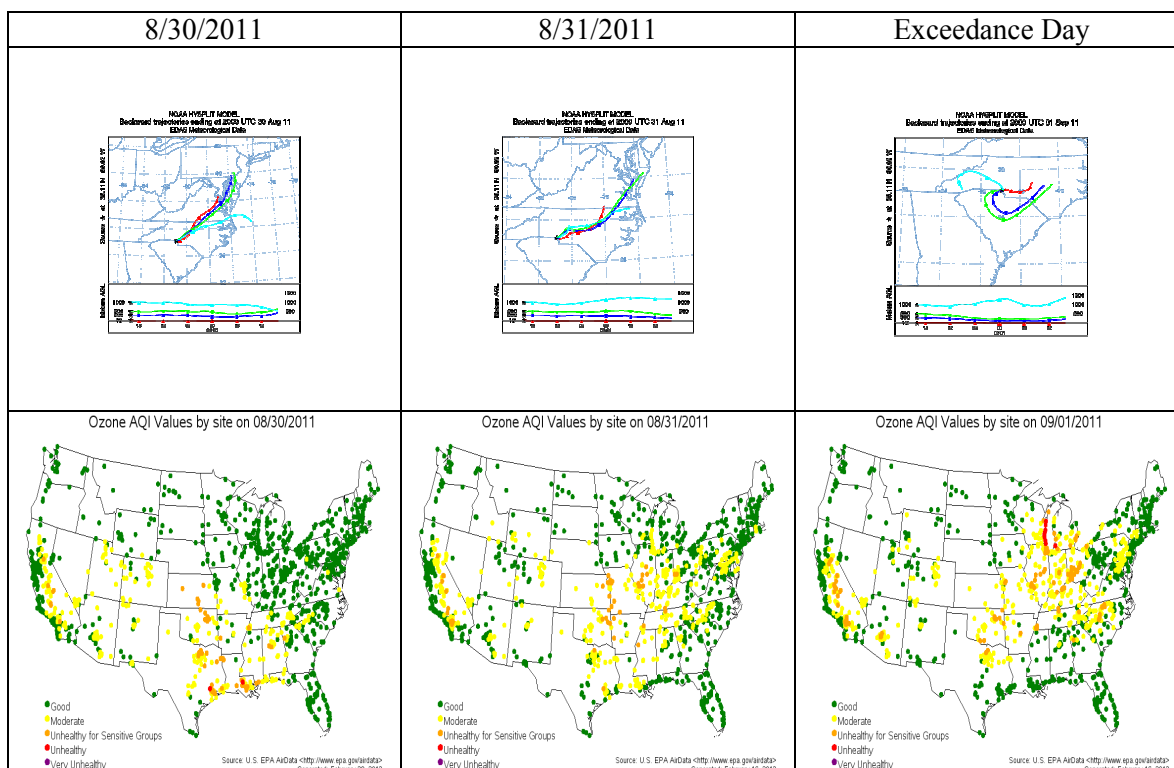 8/30/2011
8/31/2011
Exceedance Day
NOAA HYSPLIT MODEL
Backward trajectories ending at 2000 UTC 30 Aug 11
EDAS Meteorological Data
NOAA HYSPLIT MODEL
Backward trajectories ending at 2000 UTC 31 Aug 11
EDAS Meteorological Data
NOAA HYSPLIT MODEL
Backward trajectories ending at 2000 UTC 01 Sep 11
EDAS Meteorological Data
Meters AGL
Meters AGL
Meters AGL
Ozone AQI Values by site on 08/30/2011
Good
Moderate
Unhealthy for Sensitive Groups
Unhealthy
Very Unhealthy
Source: U.S. EPA AirData <http://www.epa.gov/airdata>
Ozone AQI Values by site on 08/31/2011
Good
Moderate
Unhealthy for Sensitive Groups
Unhealthy
Very Unhealthy
Source: U.S. EPA AirData <http://www.epa.gov/airdata>
Ozone AQI Values by site on 09/01/2011
Good
Moderate
Unhealthy for Sensitive Groups
Unhealthy
Very Unhealthy
Source: U.S. EPA AirData <http://www.epa.gov/airdata>